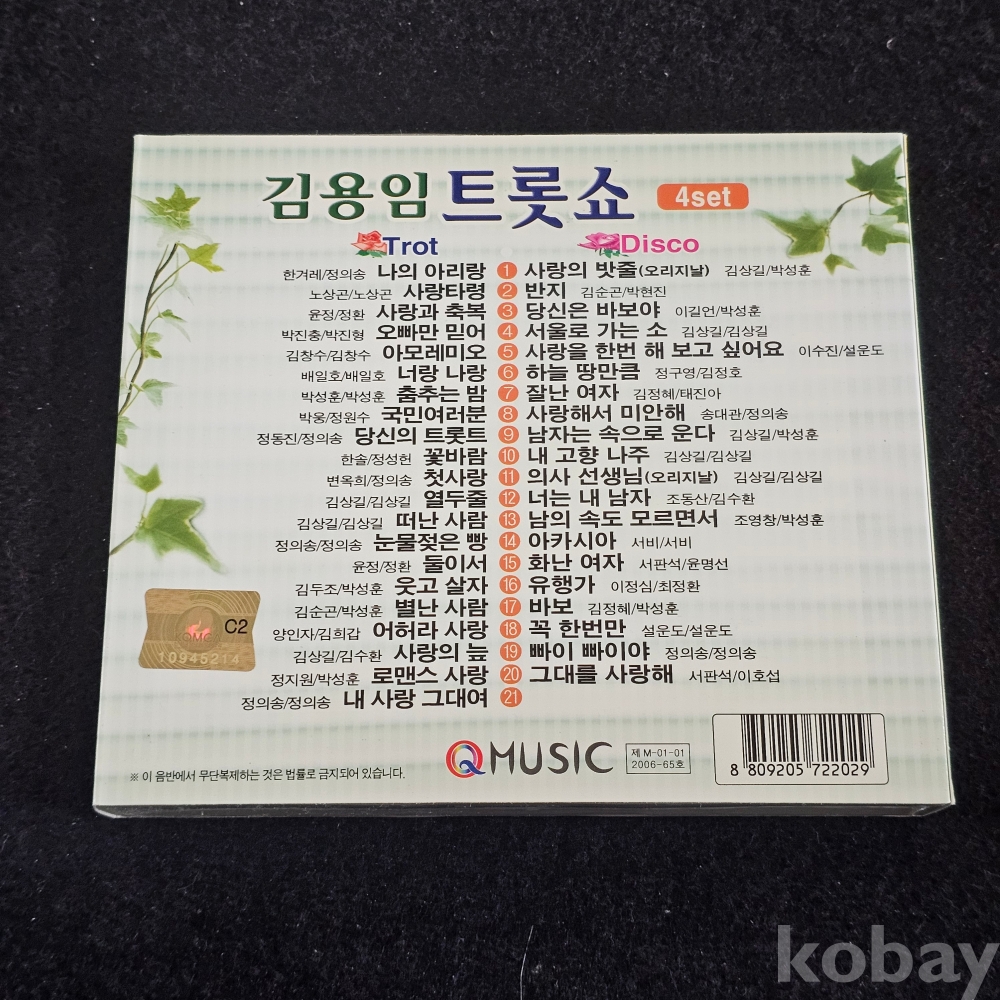 김용임 트롯쇼 4set
Trot Disco
한겨레/정의송 나의 아리랑 1 사랑의 밧줄(오리지날) 김상길/박성훈
노상곤/노상곤 사랑타령 2 반지 김순곤/박현진
윤정/정환 사랑과 축복 3 당신은 바보야 이길언/박성훈
박진충/박진형 오빠만 믿어 4 서울로 가는 소 김상길/김상길
김창수/김창수 아모레미오 5 사랑을 한번 해 보고 싶어요 이수진/설운도
배일호/배일호 너랑 나랑 6 하늘 땅만큼 정구영/김정호
박성훈/박성훈 춤추는 밤 7 잘난 여자 김정혜/태진아
박웅/정원수 국민여러분 8 사랑해서 미안해 송대관/정의송
정동진/정의송 당신의 트롯트 9 남자는 속으로 운다 김상길/박성훈
한솔/정성헌 꽃바람 10 내 고향 나주 김상길/김상길
변옥희/정의송 첫사랑 11 의사 선생님(오리지날) 김상길/김상길
김상길/김상길 열두줄 12 너는 내 남자 조동산/김수환
김상길/김상길 떠난 사람 13 남의 속도 모르면서 조영창/박성훈
정의송/정의송 눈물젖은 빵 14 아카시아 서비/서비
윤정/정환 둘이서 15 화난 여자 서판석/윤명선
김두조/박성훈 웃고 살자 16 유행가 이정심/최정환
김순곤/박성훈 별난 사람 17 바보 김정혜/박성훈
양인자/김희갑 어허라 사랑 18 꼭 한번만 설운도/설운도
김상길/김수환 사랑의 늪 19 빠이 빠이야 정의송/정의송
정지원/박성훈 로맨스 사랑 20 그대를 사랑해 서판석/이호섭
정의송/정의송 내 사랑 그대여 21
KOMCA C2
10945214
※ 이 음반에서 무단복제하는 것은 법률로 금지되어 있습니다.
QMUSIC
제 M-01-01
2006-65호
8 809205 722029
kobay